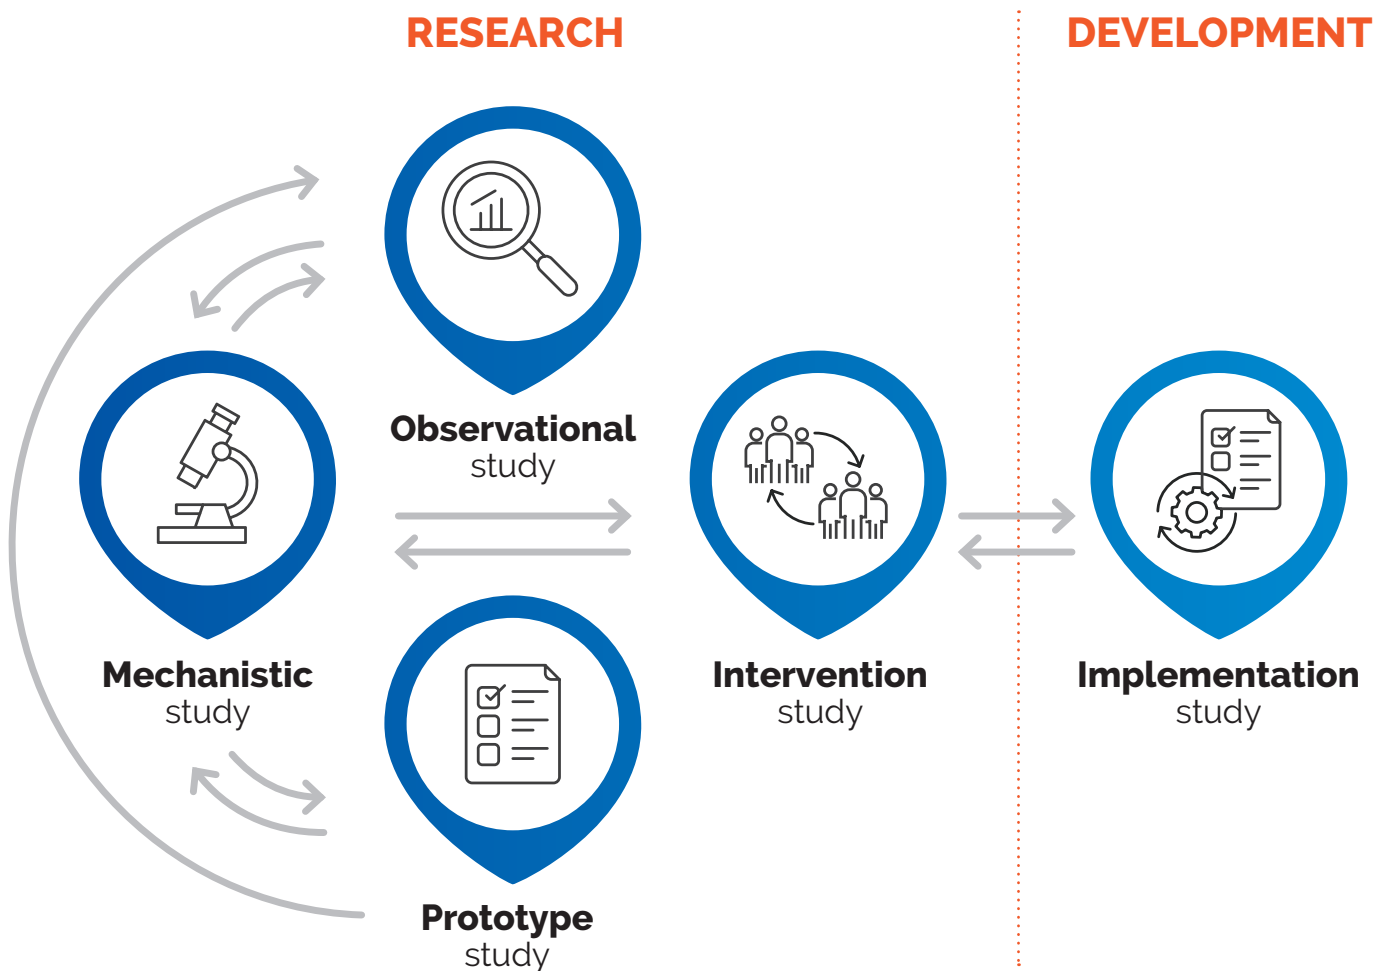 RESEARCH
DEVELOPMENT
Observational
study
Mechanistic
study
Intervention
study
Implementation
study
Prototype
study